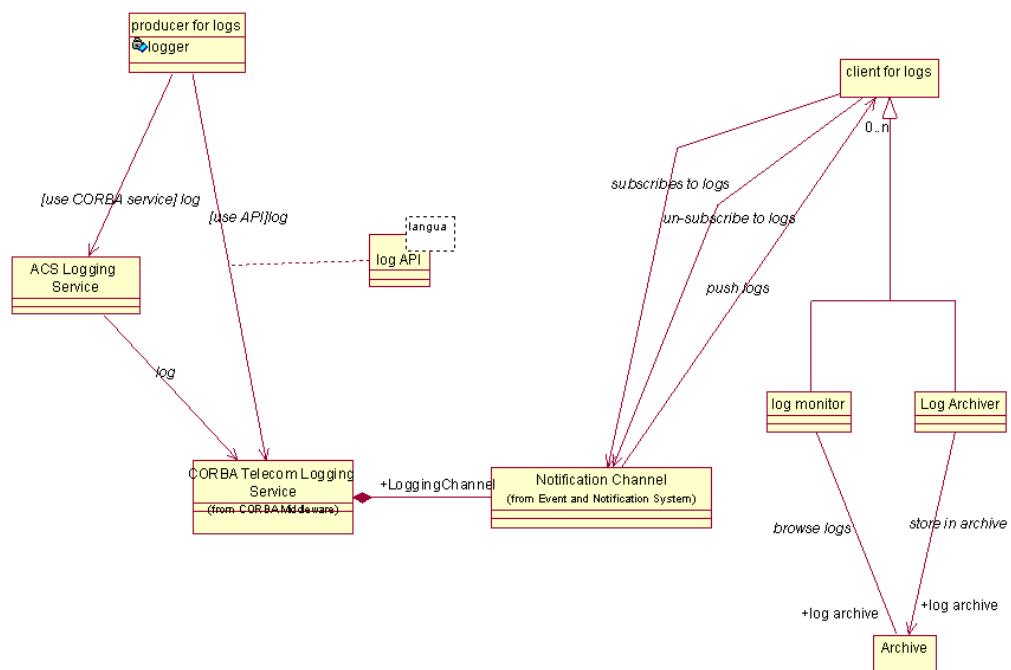 producer for logs
logger
client for logs
0..n
[use CORBA service] log
[use API]log
subscribes to logs
un-subscribe to logs
push logs
langua
log API
ACS Logging
Service
log
log monitor
Log Archiver
CORBA Telecom Logging
Service
(from CORBAMiddleware)
+LoggingChannel
Notification Channel
(from Event and Notification System)
browse logs
store in archive
+log archive
+log archive
Archive